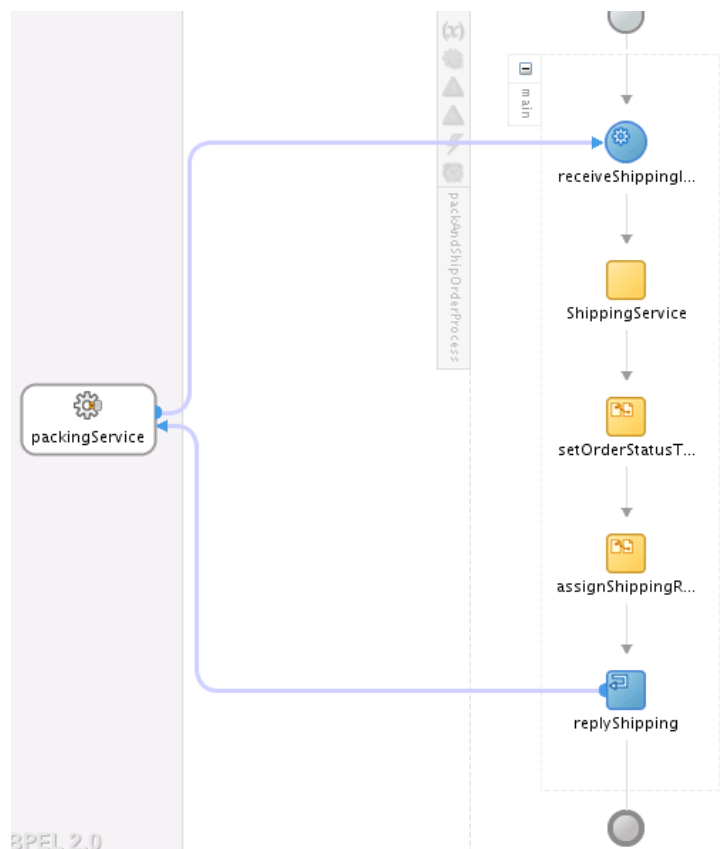 (x)
main
receiveShippingI...
packAndShipOrderProcess
ShippingService
packingService
setOrderStatusT...
assignShippingR...
replyShipping
BPEL 2.0